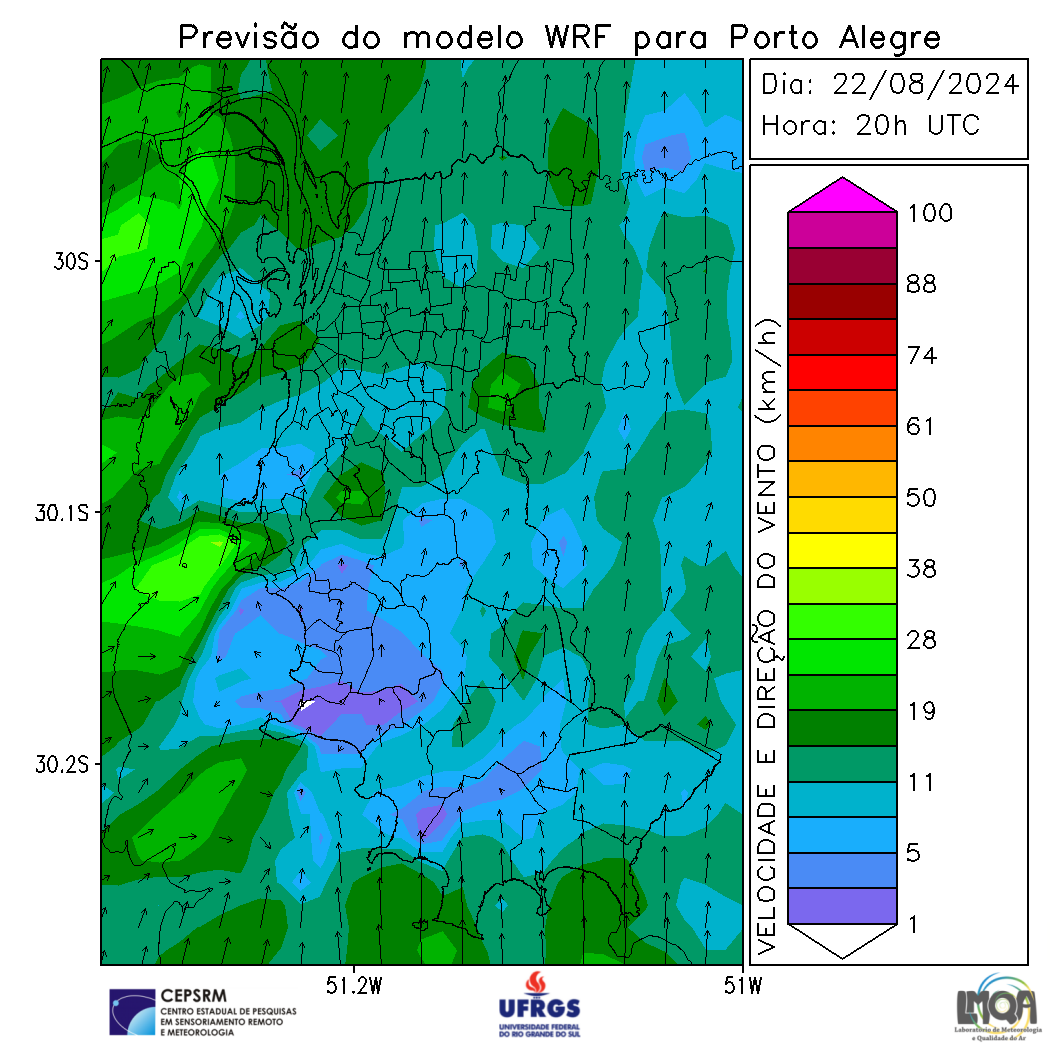 Previsão do modelo WRF para Porto Alegre
Dia: 22/08/2024
Hora: 20h UTC
30S
30.1S
30.2S
51.2W
51W
VELOCIDADE E DIREÇÃO DO VENTO (km/h)
100
88
74
61
50
38
28
19
11
5
1
CEPSRM
CENTRO ESTADUAL DE PESQUISAS
EM SENSORIAMENTO REMOTO
E METEOROLOGIA
UFRGS
UNIVERSIDADE FEDERAL
DO RIO GRANDE DO SUL
LMQA
Laboratório de Meteorologia
e Qualidade do Ar